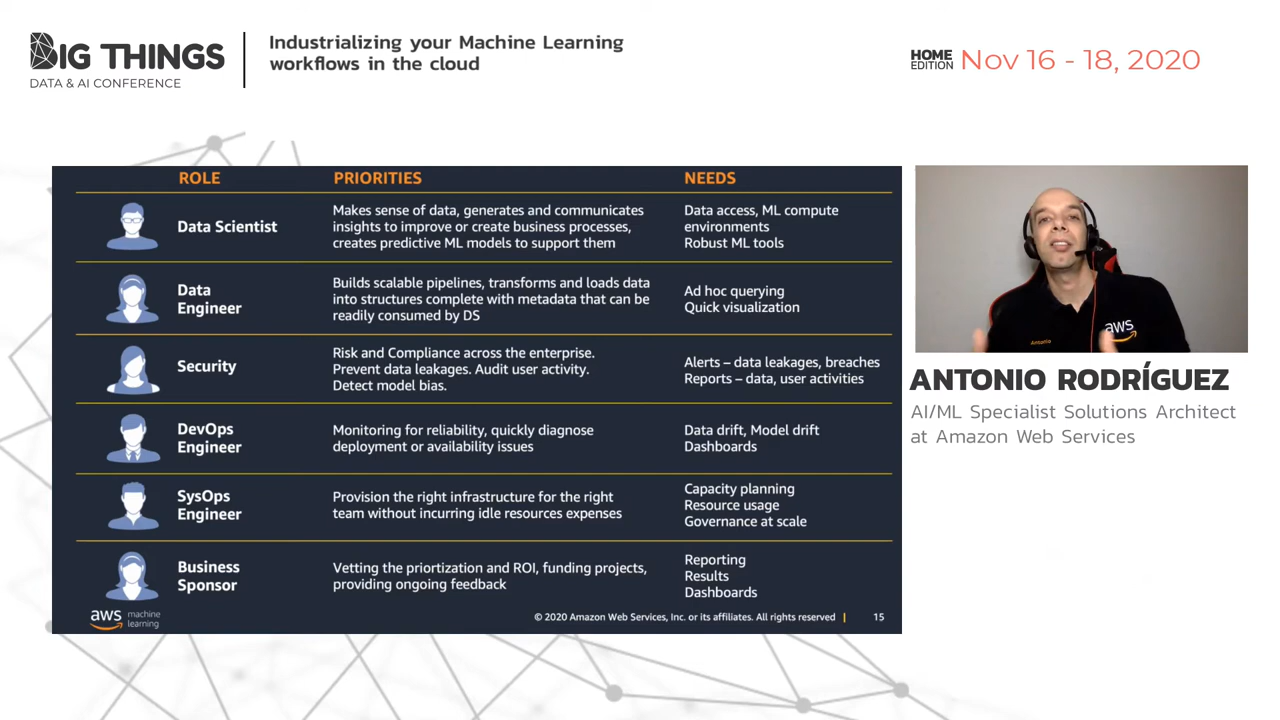 BIG THINGS
DATA & AI CONFERENCE
Industrializing your Machine Learning
workflows in the cloud
HOME
EDITION
Nov 16 - 18, 2020
ROLE
PRIORITIES
NEEDS
Data Scientist
Makes sense of data, generates and communicates
insights to improve or create business processes,
creates predictive ML models to support them
Data access, ML compute
environments
Robust ML tools
Data
Engineer
Builds scalable pipelines, transforms and loads data
into structures complete with metadata that can be
readily consumed by DS
Ad hoc querying
Quick visualization
Security
Risk and Compliance across the enterprise.
Prevent data leakages. Audit user activity.
Detect model bias.
Alerts – data leakages, breaches
Reports – data, user activities
DevOps
Engineer
Monitoring for reliability, quickly diagnose
deployment or availability issues
Data drift, Model drift
Dashboards
SysOps
Engineer
Provision the right infrastructure for the right
team without incurring idle resources expenses
Capacity planning
Resource usage
Governance at scale
Business
Sponsor
Vetting the priortization and ROI, funding projects,
providing ongoing feedback
Reporting
Results
Dashboards
aws
machine
learning
© 2020 Amazon Web Services, Inc. or its affiliates. All rights reserved |
15
aws
Antonio
ANTONIO RODRÍGUEZ
AI/ML Specialist Solutions Architect
at Amazon Web Services